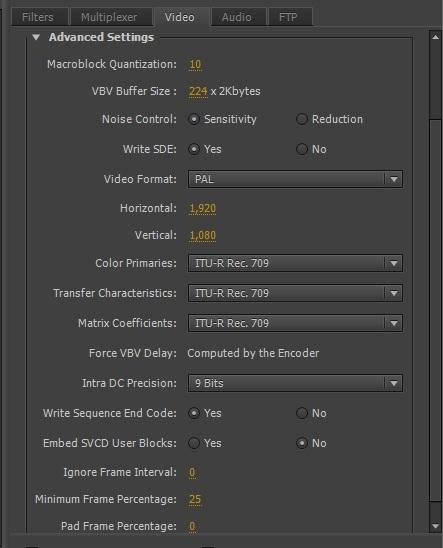 Filters Multiplexer Video Audio FTP
Advanced Settings
Macroblock Quantization: 10
VBV Buffer Size : 224 x 2Kbytes
Noise Control: Sensitivity Reduction
Write SDE: Yes No
Video Format: PAL
Horizontal: 1,920
Vertical: 1,080
Color Primaries: ITU-R Rec. 709
Transfer Characteristics: ITU-R Rec. 709
Matrix Coefficients: ITU-R Rec. 709
Force VBV Delay: Computed by the Encoder
Intra DC Precision: 9 Bits
Write Sequence End Code: Yes No
Embed SVCD User Blocks: Yes No
Ignore Frame Interval: 0
Minimum Frame Percentage: 25
Pad Frame Percentage: 0